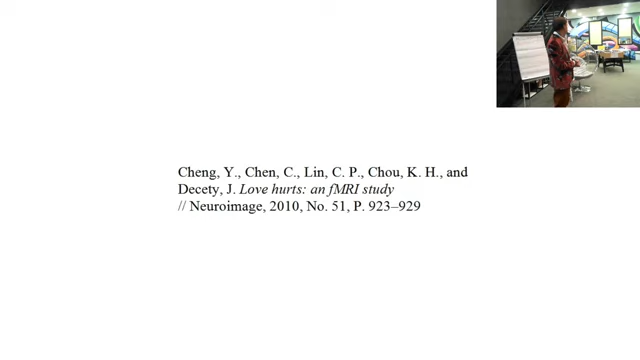 Cheng, Y., Chen, C., Lin, C. P., Chou, K. H., and
Decety, J. Love hurts: an fMRI study
// Neuroimage, 2010, No. 51, P. 923–929